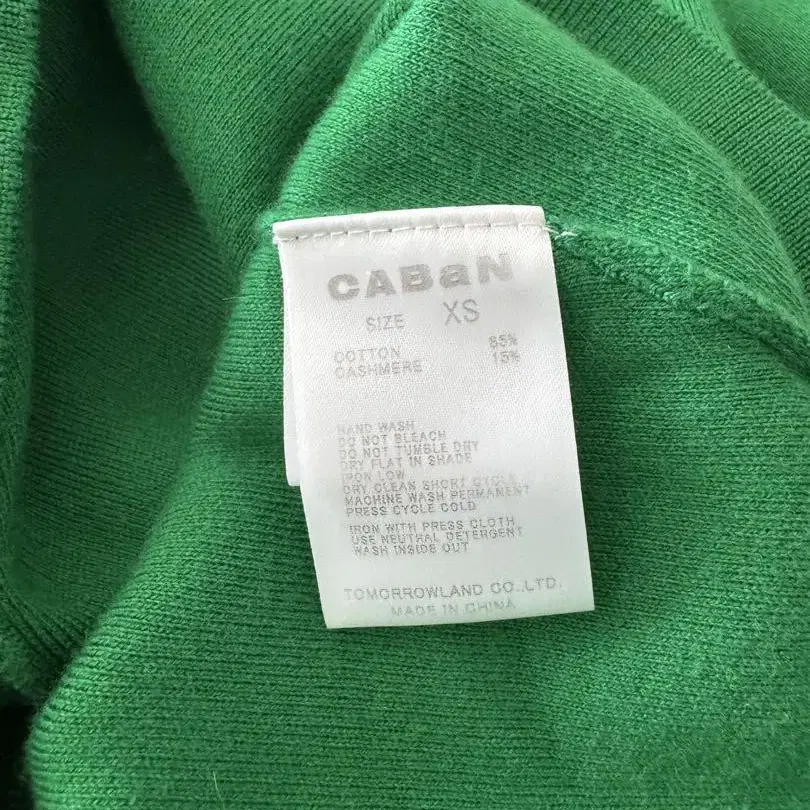 CABaN
SIZE XS
COTTON 85%
CASHMERE 15%
HAND WASH
DO NOT BLEACH
DO NOT TUMBLE DRY
DRY FLAT IN SHADE
IRON LOW
DRY CLEAN SHORT CYCLE
MACHINE WASH PERMANENT
PRESS CYCLE COLD
IRON WITH PRESS CLOTH
USE NEUTRAL DETERGENT
WASH INSIDE OUT
TOMORROWLAND CO.,LTD.
MADE IN CHINA